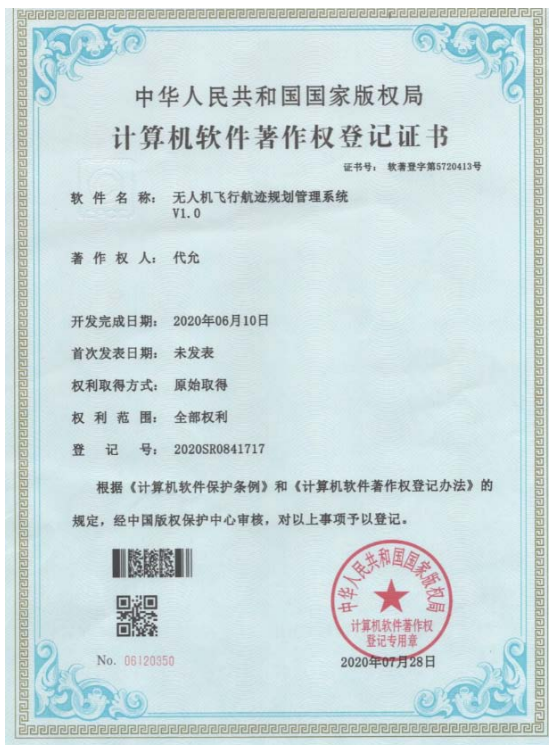 中华人民共和国国家版权局
计算机软件著作权登记证书
证书号： 软著登字第5720413号
软件名称： 无人机飞行航迹规划管理系统
V1.0
著作权人： 代允
开发完成日期： 2020年06月10日
首次发表日期： 未发表
权利取得方式： 原始取得
权利范围： 全部权利
登记号： 2020SR0841717
根据《计算机软件保护条例》和《计算机软件著作权登记办法》的
规定，经中国版权保护中心审核，对以上事项予以登记。
中华人民共和国国家版权局
计算机软件著作权
登记专用章
No. 06120350
2020年07月28日